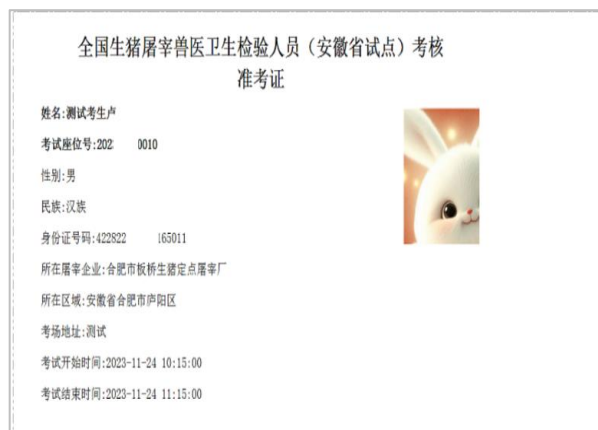 全国生猪屠宰兽医卫生检验人员（安徽省试点）考核
准考证
姓名:测试考生卢
考试座位号:202 0010
性别:男
民族:汉族
身份证号码:422822 165011
所在屠宰企业:合肥市板桥生猪定点屠宰厂
所在区域:安徽省合肥市庐阳区
考场地址:测试
考试开始时间:2023-11-24 10:15:00
考试结束时间:2023-11-24 11:15:00